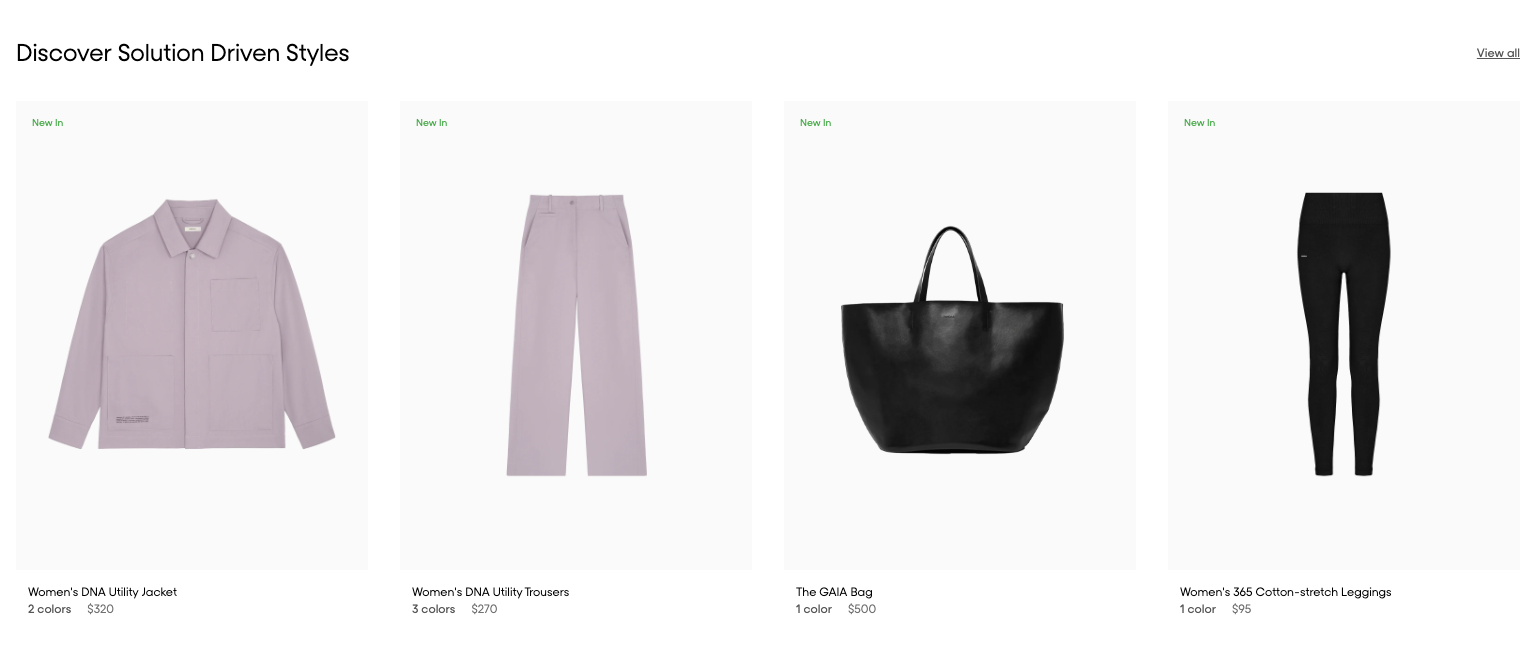 Discover Solution Driven Styles
View all
New In
New In
New In
New In
Women's DNA Utility Jacket
2 colors $320
Women's DNA Utility Trousers
3 colors $270
The GAIA Bag
1 color $500
Women's 365 Cotton-stretch Leggings
1 color $95